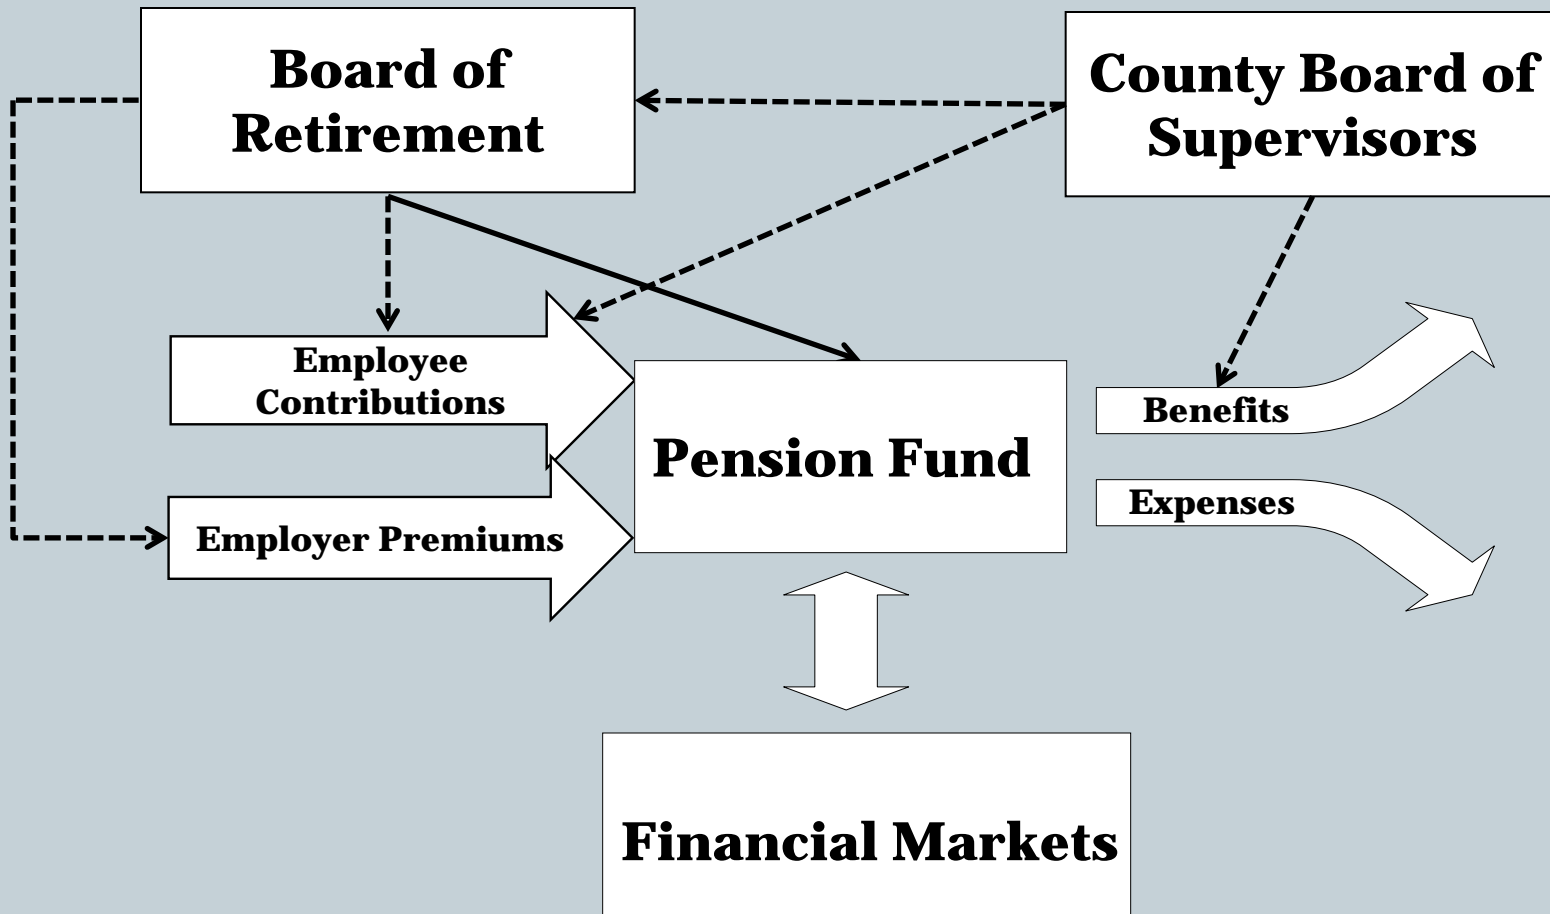 Board of
Retirement
County Board of
Supervisors
Employee
Contributions
Pension Fund
Benefits
Expenses
Employer Premiums
Financial Markets